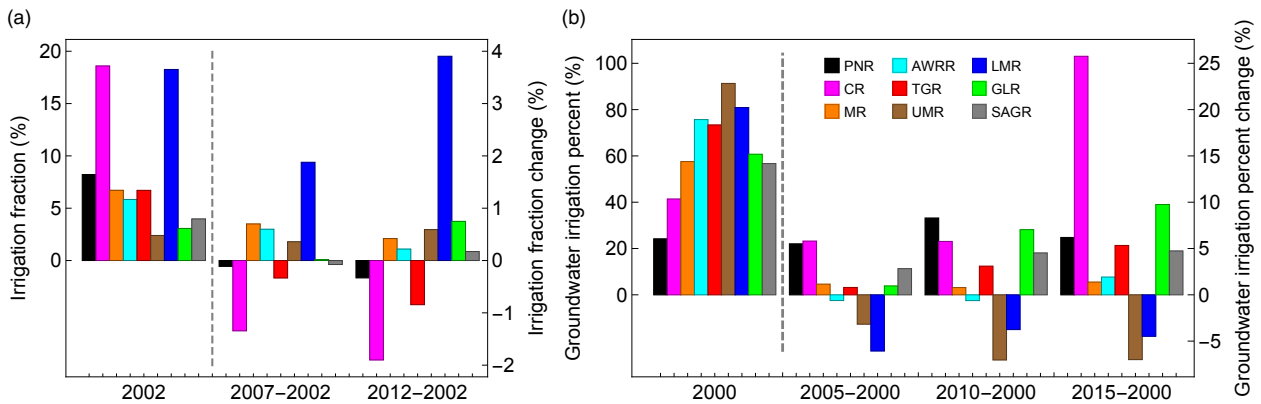 (a)
Irrigation fraction (%)
20
15
10
5
0
4
3
2
1
0
−1
−2
Irrigation fraction change (%)
2002
2007−2002
2012−2002
(b)
Groundwater irrigation percent (%)
100
80
60
40
20
0
PNR
AWRR
LMR
CR
TGR
GLR
MR
UMR
SAGR
25
20
15
10
5
0
−5
Groundwater irrigation percent change (%)
2000
2005−2000
2010−2000
2015−2000